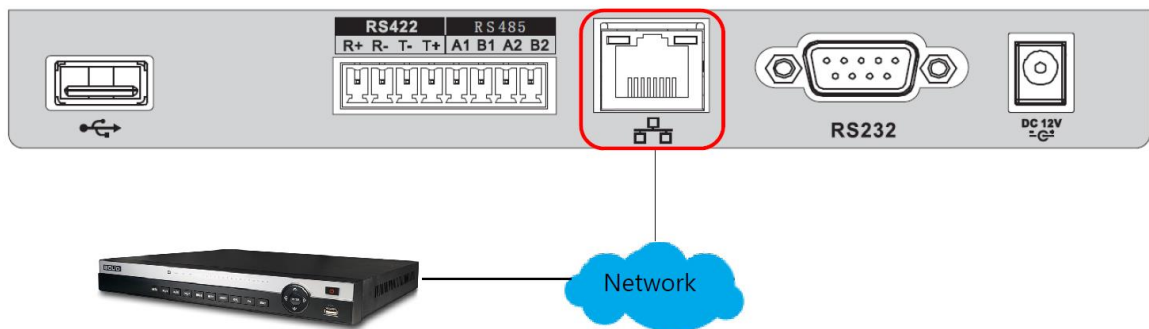 RS422 RS485
R+ R- T- T+ A1 B1 A2 B2
RS232
DC 12V
Network